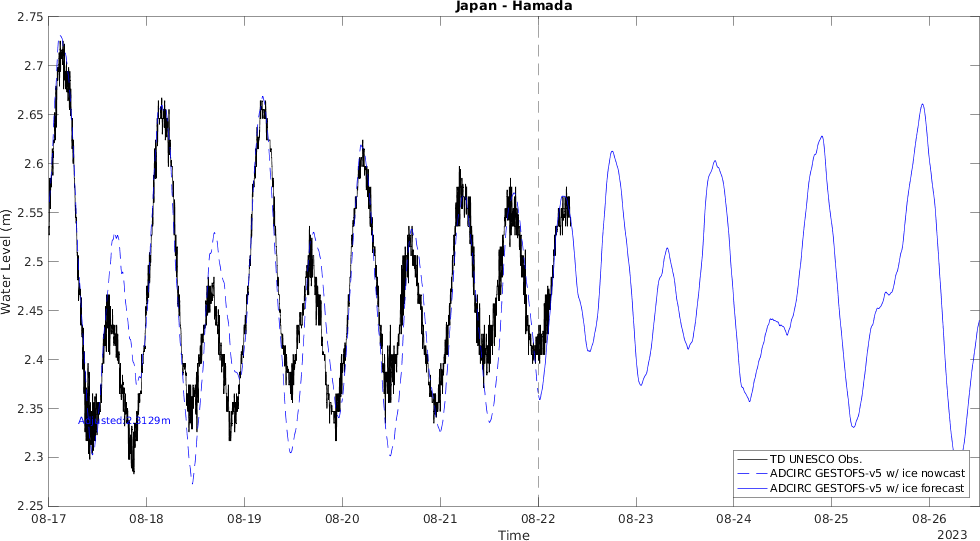 Japan - Hamada
Water Level (m)
2.75
2.7
2.65
2.6
2.55
2.5
2.45
2.4
2.35
2.3
2.25
TD UNESCO Obs.
ADCIRC GESTOFS-v5 w/ ice nowcast
ADCIRC GESTOFS-v5 w/ ice forecast
08-17 08-18 08-19 08-20 08-21 08-22 08-23 08-24 08-25 08-26
Time
2023